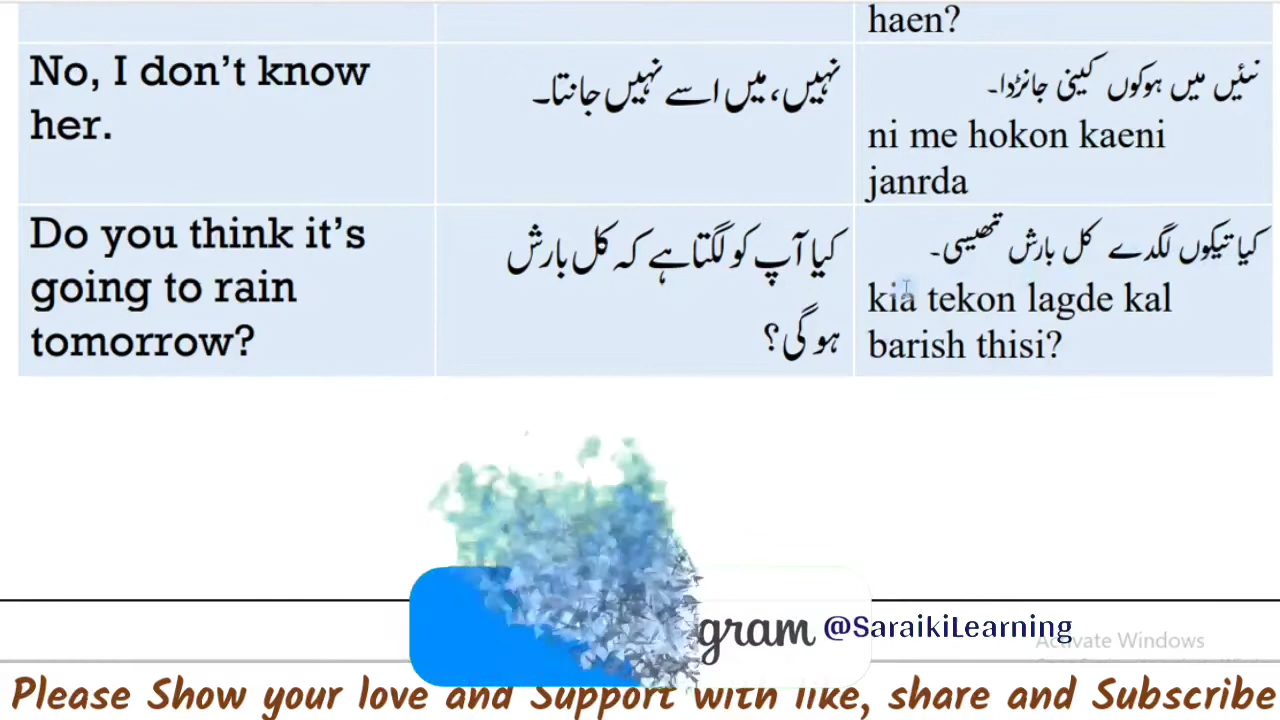 haen?
No, I don't know
her.
نہیں، میں اسے نہیں جانتا۔
نئیں میں ہوکوں کینی جانڑدا۔
ni me hokon kaeni
janrda
Do you think it's
going to rain
tomorrow?
کیا آپ کو لگتا ہے کہ کل بارش
ہو گی؟
کیا تیکوں لگدے کل بارش تھیسی۔
kia tekon lagde kal
barish thisi?
gram @SaraikiLearning
Activate Windows
Please Show your love and Support with like, share and Subscribe